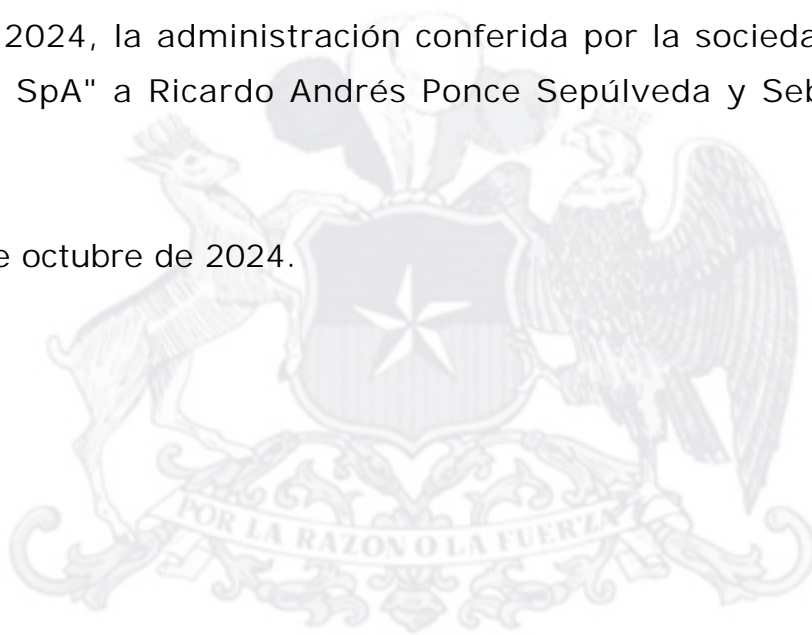 2024, la administración conferida por la socieda
SpA" a Ricardo Andrés Ponce Sepúlveda y Seb
e octubre de 2024.
POR LA RAZON O LA FUERZA